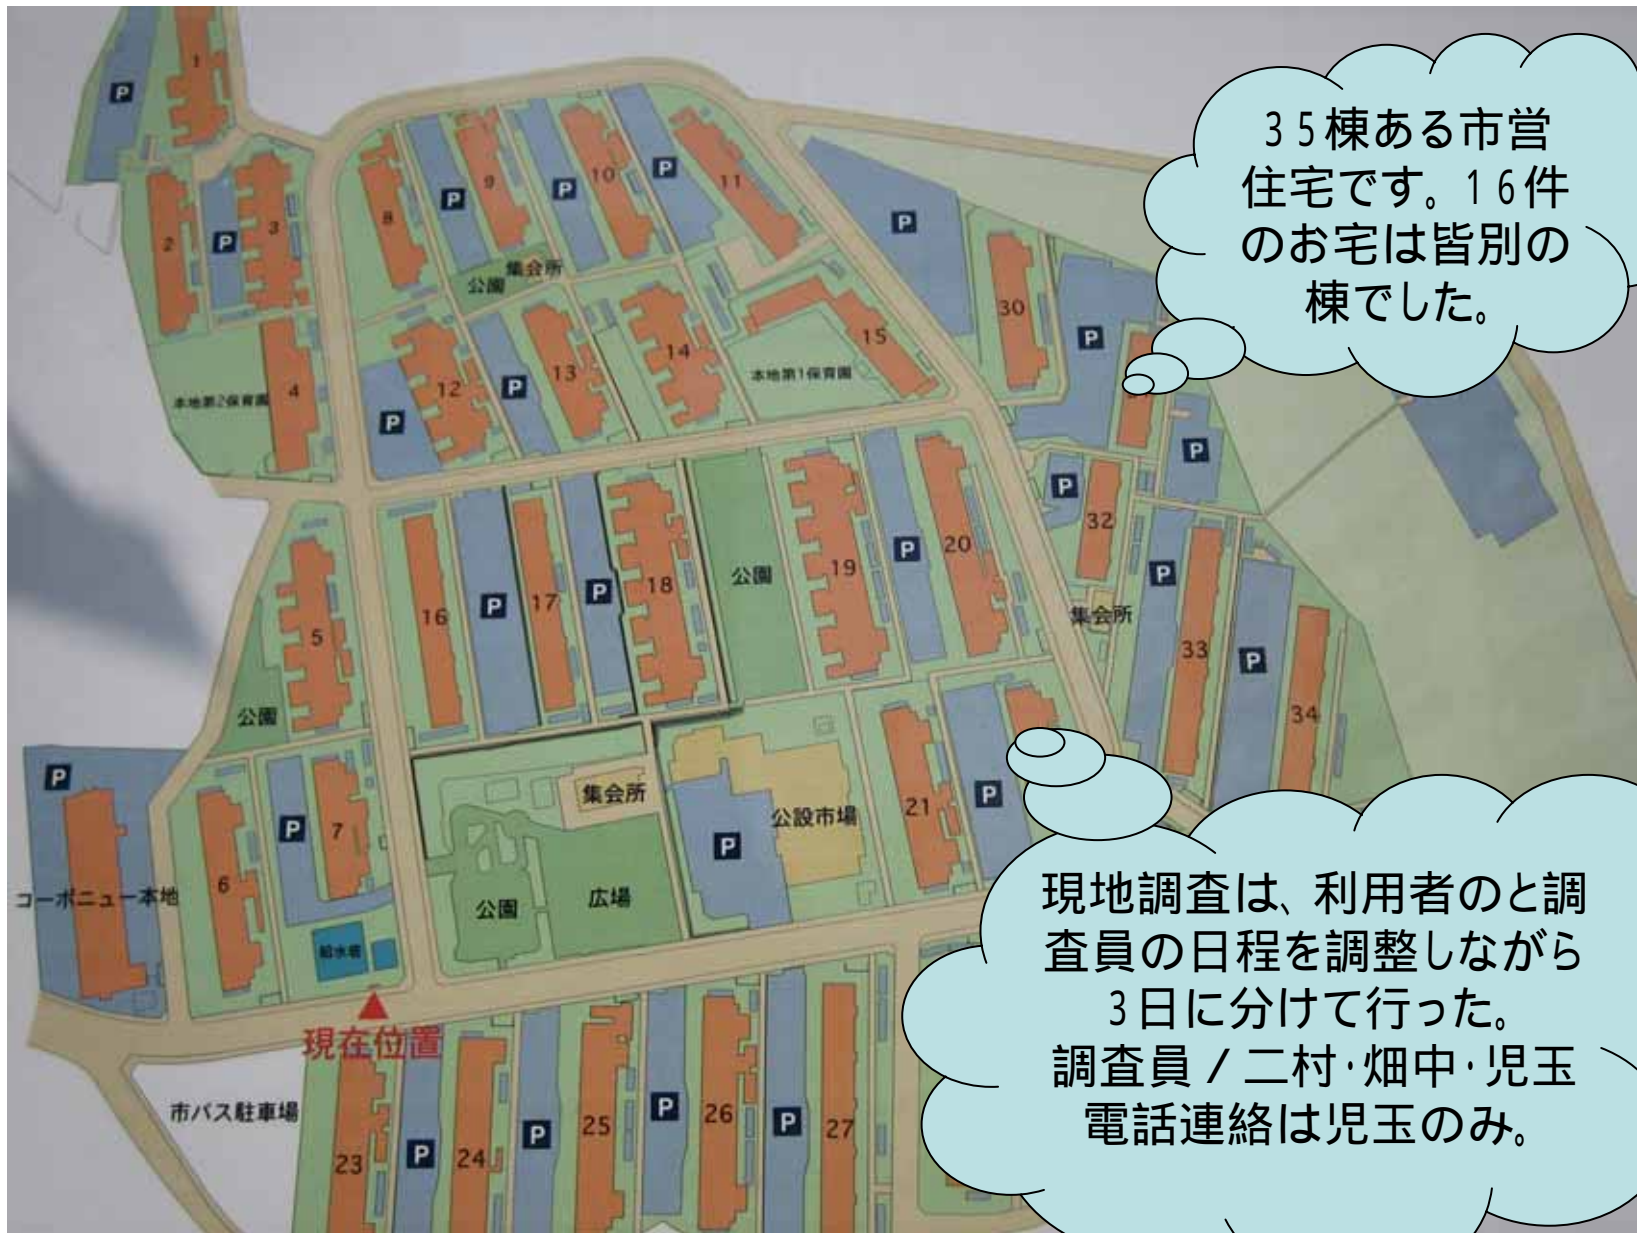 1
P
35棟ある市営
住宅です。16件
のお宅は皆別の
棟でした。
8
P
9
P
10
P
11
2
P
3
P
30
公園
集会所
P
4
本地第2保育園
P
12
P
13
14
本地第1保育園
15
P
P
32
5
16
P
17
P
18
公園
19
P
20
P
集会所
33
P
34
公園
P
コーポニュー本地
6
P
7
集会所
公園
広場
P
公設市場
21
P
給水塔
現在位置
現地調査は、利用者のと調
査員の日程を調整しながら
3日に分けて行った。
調査員/二村・畑中・児玉
電話連絡は児玉のみ。
市バス駐車場
23
P
24
P
25
P
26
P
27